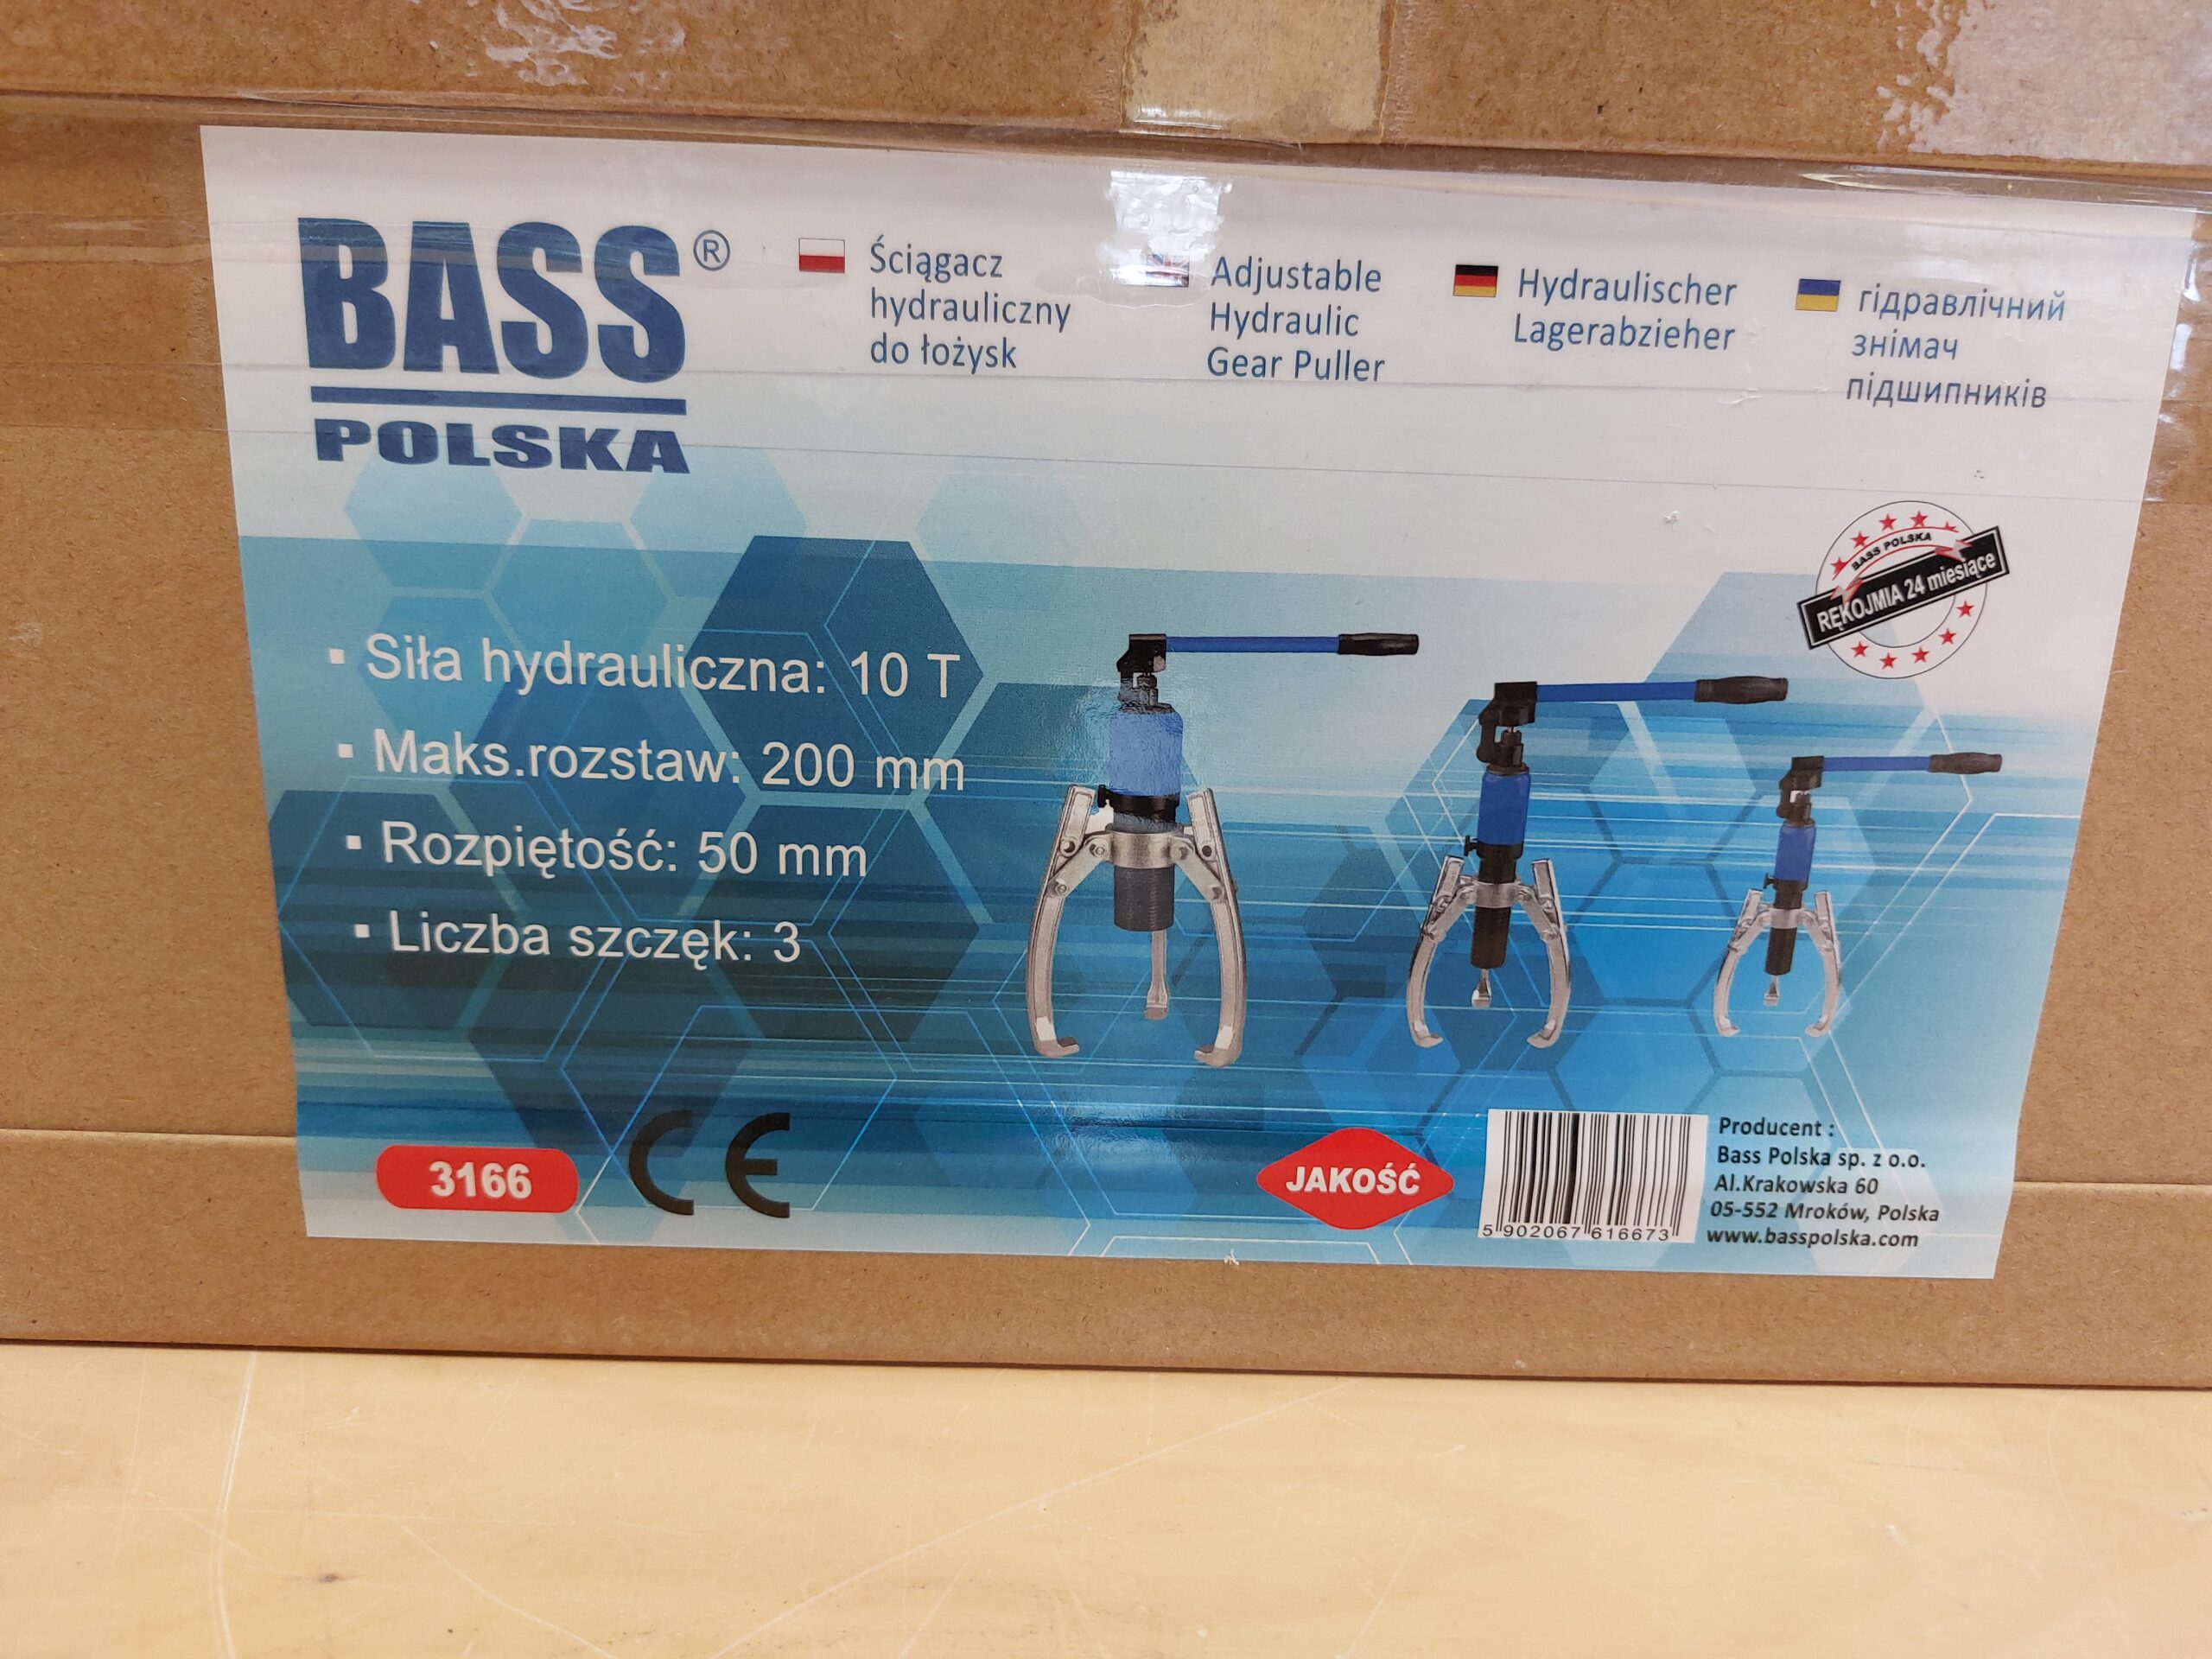 BASS®
POLSKA
Ściągacz
hydrauliczny
do łożysk
Adjustable
Hydraulic
Gear Puller
Hydraulischer
Lagerabzieher
гідравлічний
знімач
підшипників
BASS POLSKA
RĘKOJMIA 24 miesiące
▪ Siła hydrauliczna: 10 T
▪ Maks.rozstaw: 200 mm
▪ Rozpiętość: 50 mm
▪ Liczba szczęk: 3
3166
CE
JAKOŚĆ
5 902067 616673
Producent :
Bass Polska sp. z o.o.
Al.Krakowska 60
05-552 Mroków, Polska
www.basspolska.com